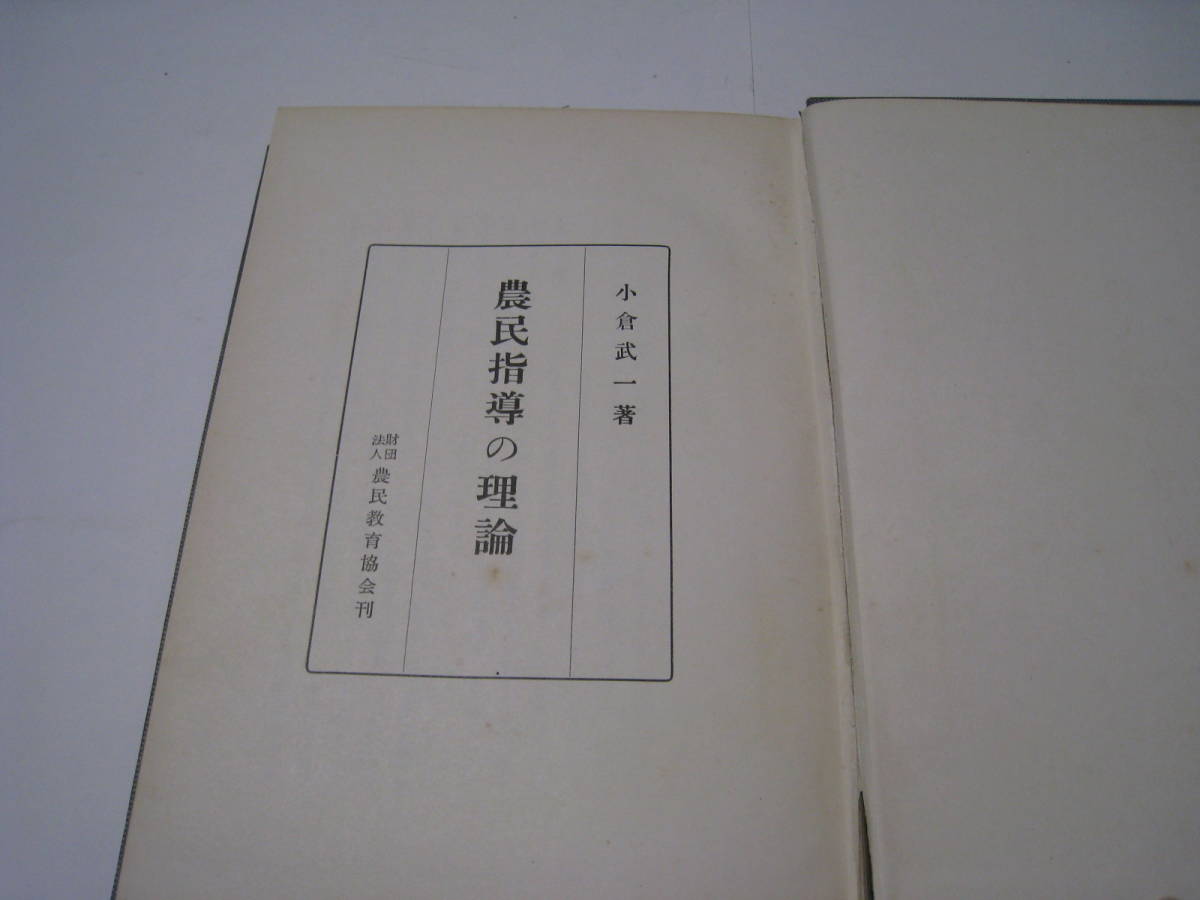 小倉武一著
農民指導の理論
財団法人農民教育協会刊